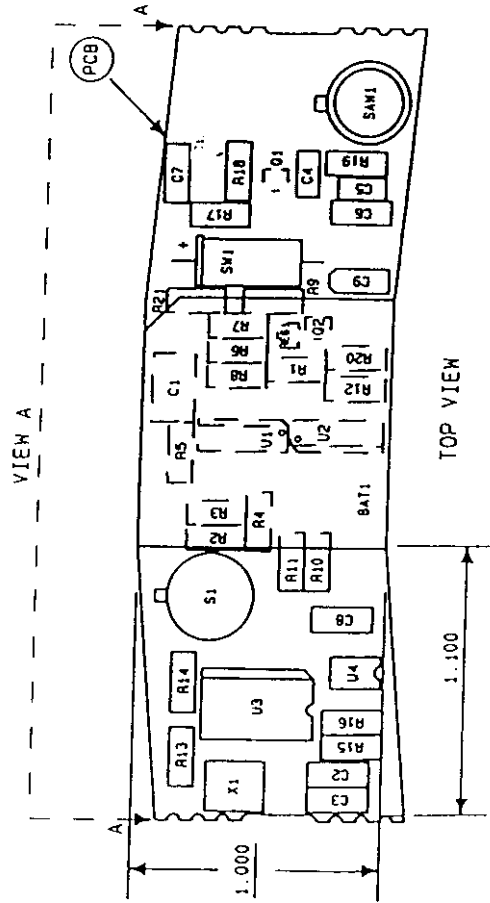 VIEW A
A
A
PCB
C7
R18
Q1
C4
R19
C5
C6
R17
SAW1
+
SW1
R21
R9
C9
R7
R6
R8
REG1
Q2
R1
R20
R12
C1
R5
U1
U2
BAT1
R3
R2
R4
S1
R11
R10
C8
R14
R13
U3
U4
X1
R16
R15
C2
C3
TOP VIEW
1.100
1.000